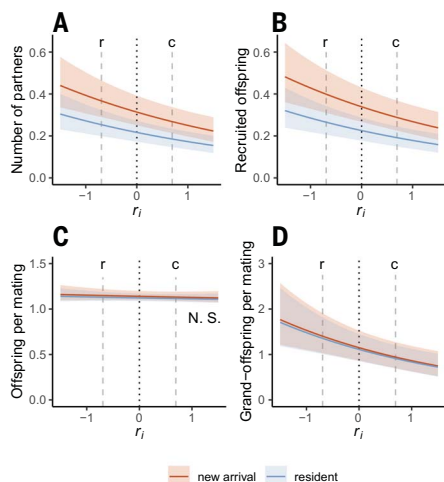 A
Number of partners
0.6
0.4
0.2
0.0
r
c
−1
0
1
ri
B
Recruited offspring
0.6
0.4
0.2
0.0
r
c
−1
0
1
ri
C
Offspring per mating
1.5
1.0
0.5
0.0
r
c
N. S.
−1
0
1
ri
D
Grand−offspring per mating
3
2
1
0
r
c
−1
0
1
ri
new arrival resident